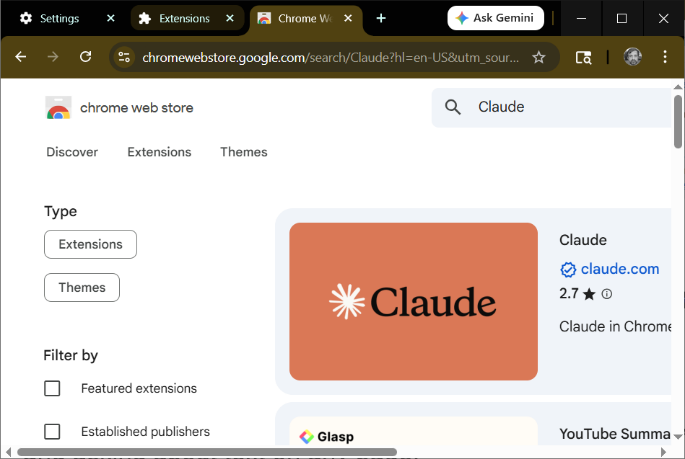 Settings
Extensions
Chrome We
Ask Gemini
chromewebstore.google.com/search/Claude?hl=en-US&utm_sour...
chrome web store
Claude
Discover
Extensions
Themes
Type
Extensions
Themes
Filter by
Featured extensions
Established publishers
Claude
Claude
claude.com
2.7
Claude in Chrome
Glasp
YouTube Summa